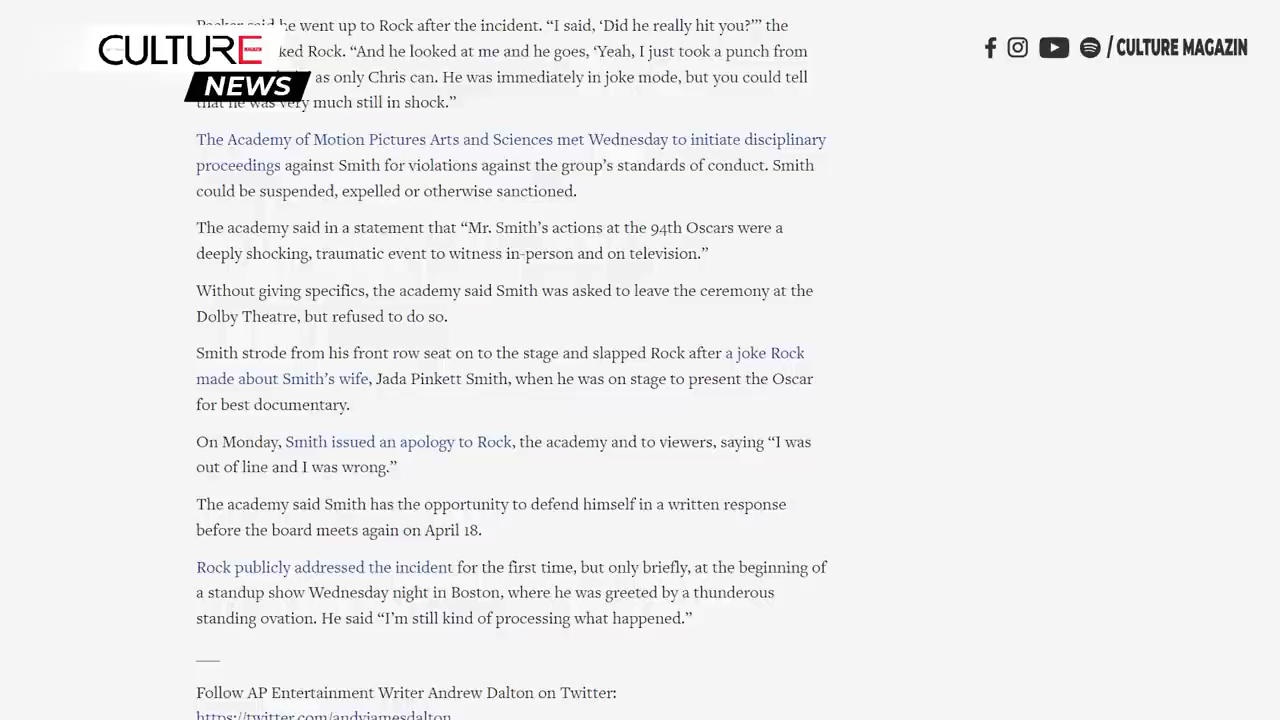 Packer said he went up to Rock after the incident. “I said, ‘Did he really hit you?’” the
CULTURE
ked Rock. “And he looked at me and he goes, ‘Yeah, I just took a punch from
/ CULTURE MAGAZIN
as only Chris can. He was immediately in joke mode, but you could tell
NEWS
that he was very much still in shock.”
The Academy of Motion Pictures Arts and Sciences met Wednesday to initiate disciplinary
proceedings against Smith for violations against the group’s standards of conduct. Smith
could be suspended, expelled or otherwise sanctioned.
The academy said in a statement that “Mr. Smith’s actions at the 94th Oscars were a
deeply shocking, traumatic event to witness in-person and on television.”
Without giving specifics, the academy said Smith was asked to leave the ceremony at the
Dolby Theatre, but refused to do so.
Smith strode from his front row seat on to the stage and slapped Rock after a joke Rock
made about Smith’s wife, Jada Pinkett Smith, when he was on stage to present the Oscar
for best documentary.
On Monday, Smith issued an apology to Rock, the academy and to viewers, saying “I was
out of line and I was wrong.”
The academy said Smith has the opportunity to defend himself in a written response
before the board meets again on April 18.
Rock publicly addressed the incident for the first time, but only briefly, at the beginning of
a standup show Wednesday night in Boston, where he was greeted by a thunderous
standing ovation. He said “I’m still kind of processing what happened.”
Follow AP Entertainment Writer Andrew Dalton on Twitter:
https://twitter.com/andyjamesdalton